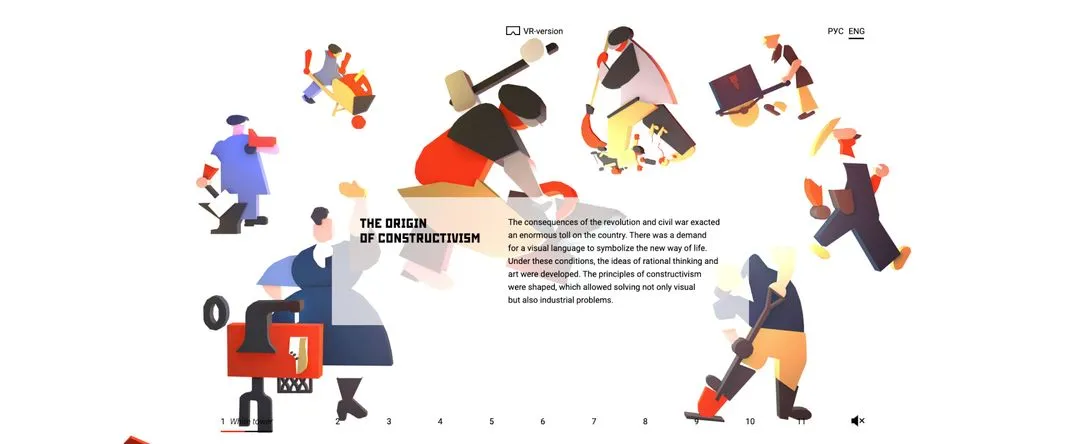 VR-version
РУС ENG
THE ORIGIN
OF CONSTRUCTIVISM
The consequences of the revolution and civil war exacted
an enormous toll on the country. There was a demand
for a visual language to symbolize the new way of life.
Under these conditions, the ideas of rational thinking and
art were developed. The principles of constructivism
were shaped, which allowed solving not only visual
but also industrial problems.
1 White tower 2 3 4 5 6 7 8 9 10 11